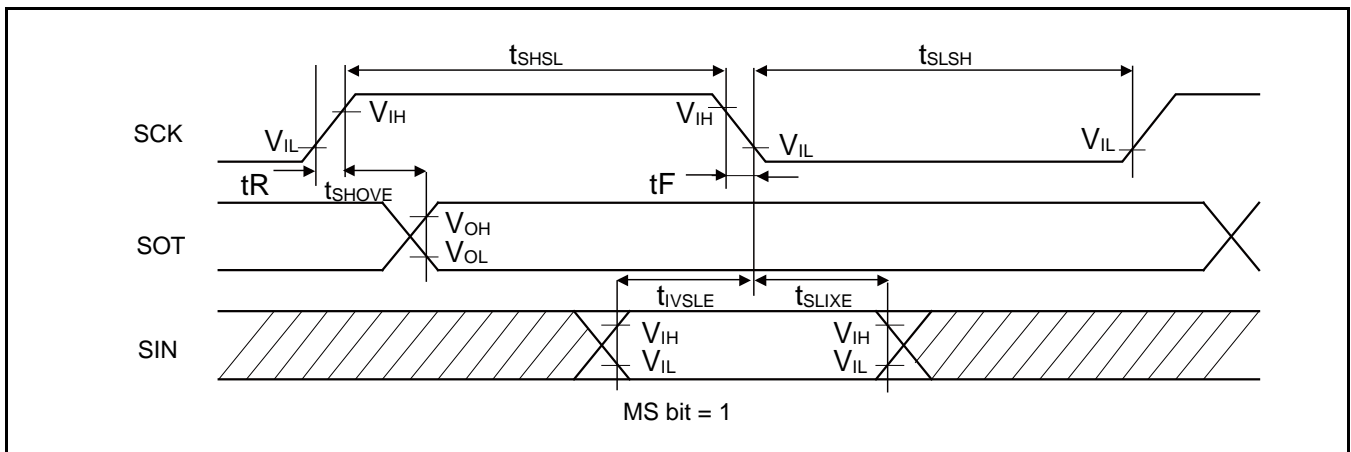 tSHSL
tSLSH
SCK
VIL
VIH
VIH
VIL
VIL
tR
tSHOVE
tF
SOT
VOH
VOL
tIVSLE
tSLIXE
SIN
VIH
VIL
VIH
VIL
MS bit = 1